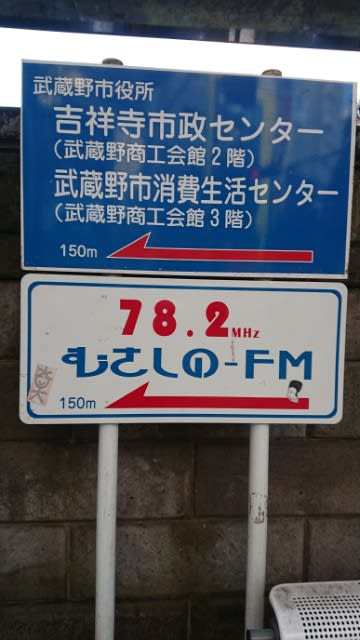 武蔵野市役所
吉祥寺市政センター
(武蔵野商工会館2階)
武蔵野市消費生活センター
(武蔵野商工会館3階)
150m
78.2MHz
むさしの-FM
150m